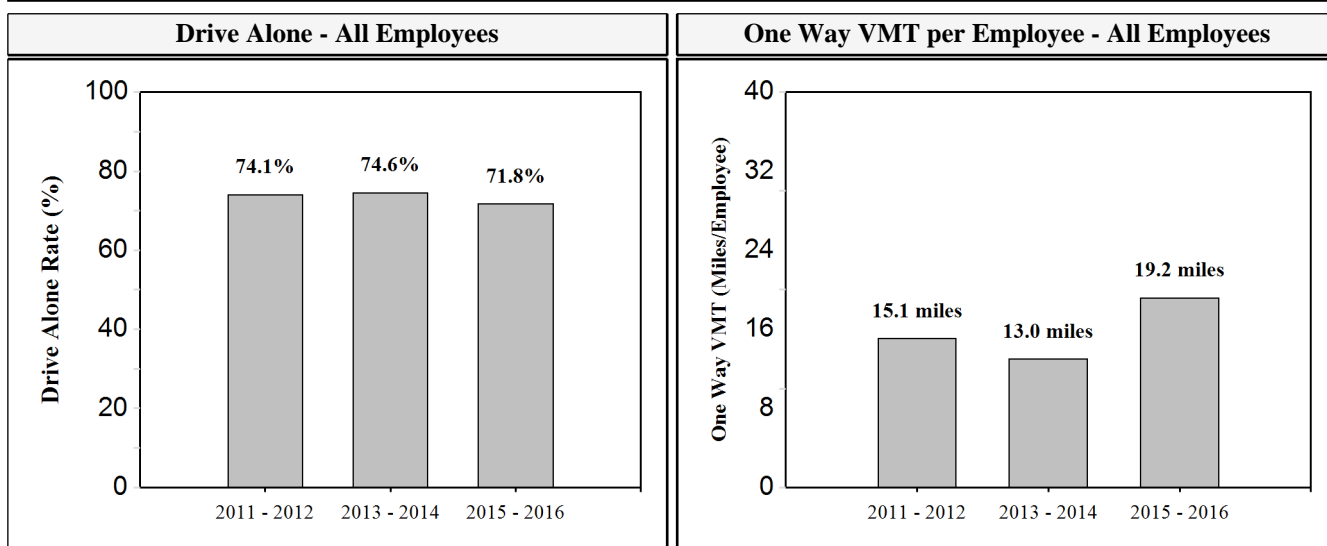 Drive Alone - All Employees
100
80
60
40
20
0
Drive Alone Rate (%)
74.1%
74.6%
71.8%
2011 - 2012
2013 - 2014
2015 - 2016
One Way VMT per Employee - All Employees
40
32
24
16
8
0
One Way VMT (Miles/Employee)
15.1 miles
13.0 miles
19.2 miles
2011 - 2012
2013 - 2014
2015 - 2016